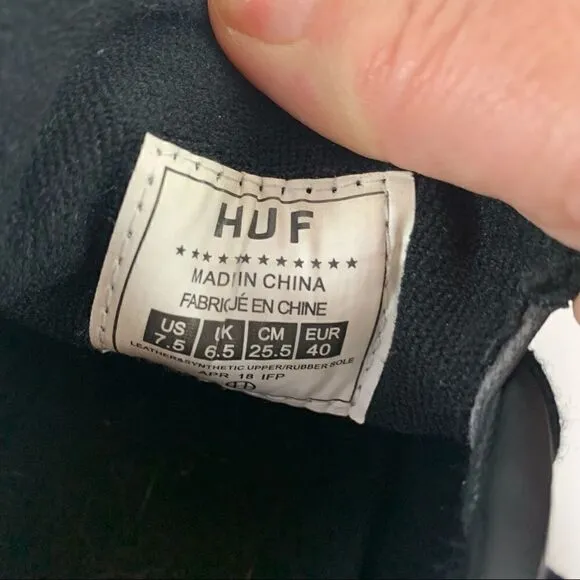 HUF
★★★★★★★★★★★★
MAD IN CHINA
FABRIQUÉ EN CHINE
US UK CM EUR
7.5 6.5 25.5 40
LEATHER&SYNTHETIC UPPER/RUBBER SOLE
APR 18 IFP